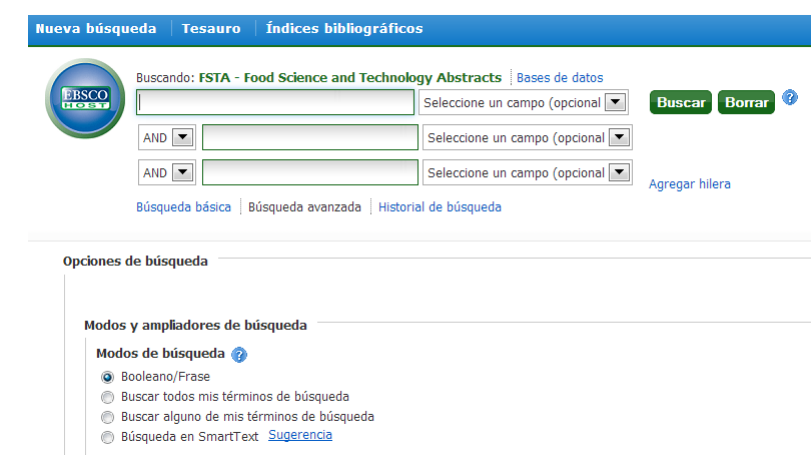 Nueva búsqueda Tesauro Índices bibliográficos
Buscando: FSTA - Food Science and Technology Abstracts Bases de datos
EBSCO
HOST
Seleccione un campo (opcional Buscar Borrar ?
AND Seleccione un campo (opcional
AND Seleccione un campo (opcional
Agregar hilera
Búsqueda básica Búsqueda avanzada Historial de búsqueda
Opciones de búsqueda
Modos y ampliadores de búsqueda
Modos de búsqueda ?
Booleano/Frase
Buscar todos mis términos de búsqueda
Buscar alguno de mis términos de búsqueda
Búsqueda en SmartText Sugerencia